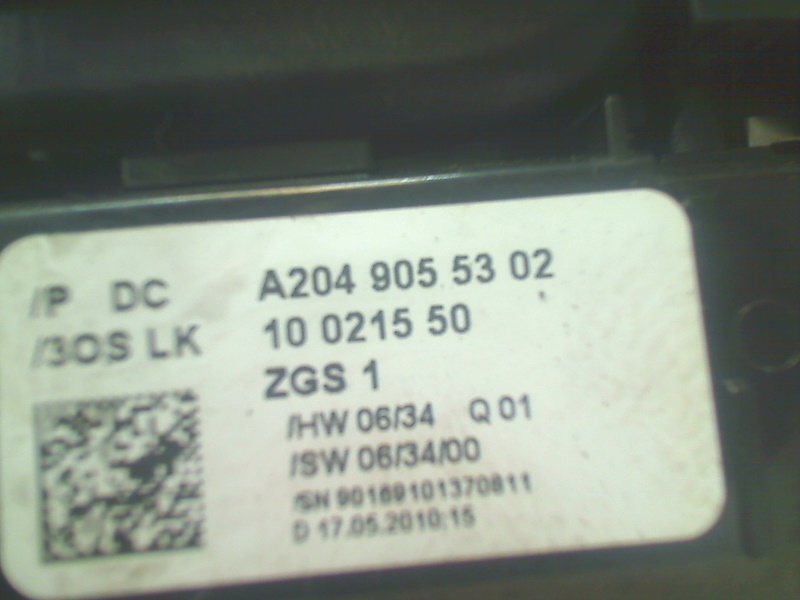 /P DC A204 905 53 02
/3OS LK 10 0215 50
ZGS 1
/HW 06/34 Q 01
/SW 06/34/00
/SN 90169101370811
D 17.05.2010;15